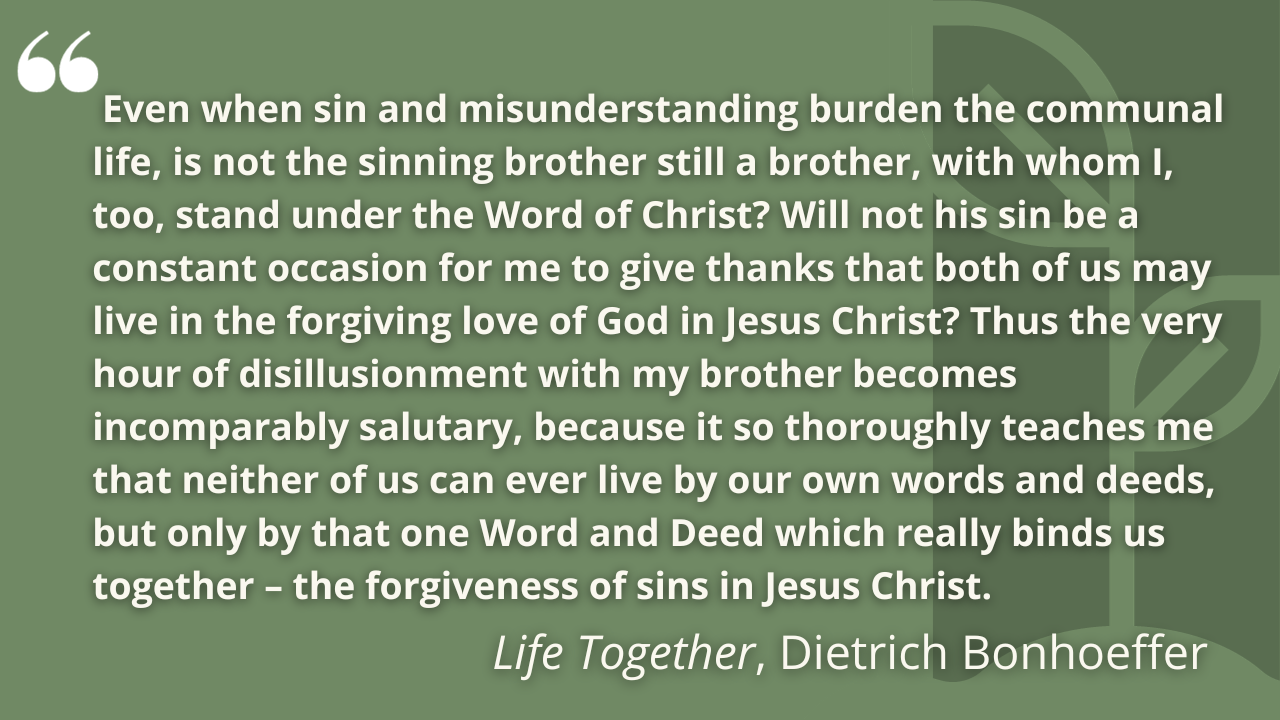 “
Even when sin and misunderstanding burden the communal
life, is not the sinning brother still a brother, with whom I,
too, stand under the Word of Christ? Will not his sin be a
constant occasion for me to give thanks that both of us may
live in the forgiving love of God in Jesus Christ? Thus the very
hour of disillusionment with my brother becomes
incomparably salutary, because it so thoroughly teaches me
that neither of us can ever live by our own words and deeds,
but only by that one Word and Deed which really binds us
together – the forgiveness of sins in Jesus Christ.
Life Together, Dietrich Bonhoeffer